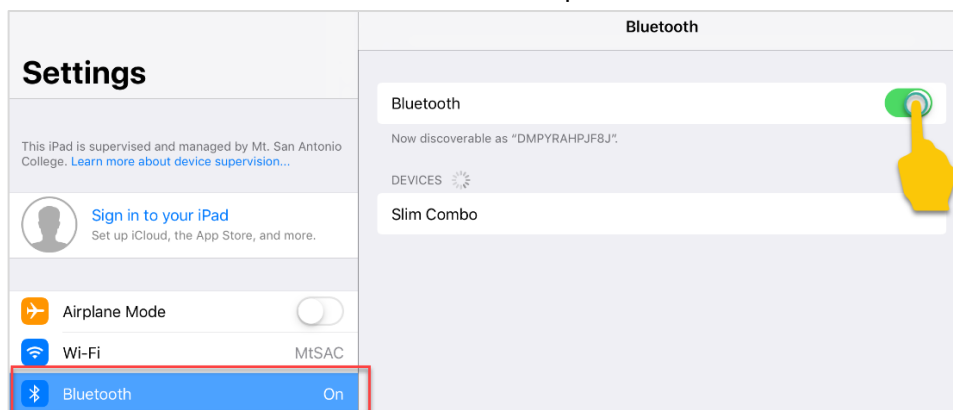 Settings
This iPad is supervised and managed by Mt. San Antonio
College. Learn more about device supervision...
Sign in to your iPad
Set up iCloud, the App Store, and more.
Airplane Mode
Wi-Fi MtSAC
Bluetooth On
Bluetooth
Bluetooth
Now discoverable as “DMPYRAHPJF8J”.
DEVICES
Slim Combo